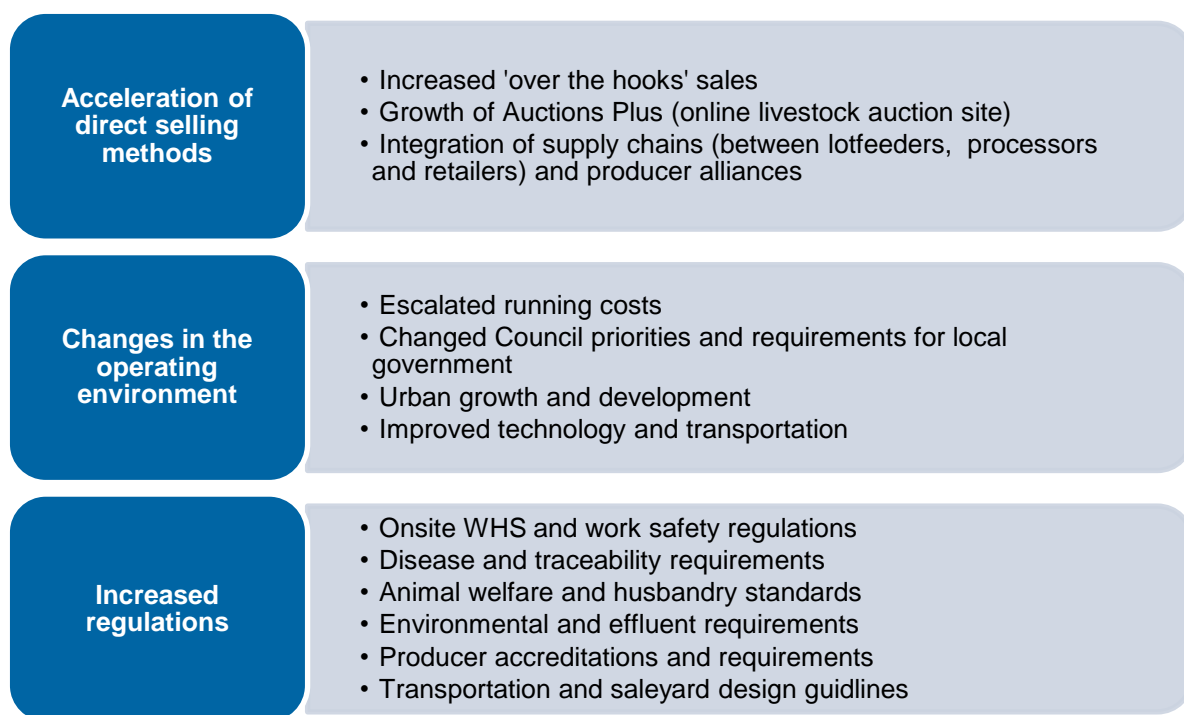 Acceleration of
direct selling
methods
• Increased 'over the hooks' sales
• Growth of Auctions Plus (online livestock auction site)
• Integration of supply chains (between lotfeeders,  processors
and retailers) and producer alliances
Changes in the
operating
environment
• Escalated running costs
• Changed Council priorities and requirements for local
government
• Urban growth and development
• Improved technology and transportation
Increased
regulations
• Onsite WHS and work safety regulations
• Disease and traceability requirements
• Animal welfare and husbandry standards
• Environmental and effluent requirements
• Producer accreditations and requirements
• Transportation and saleyard design guidlines